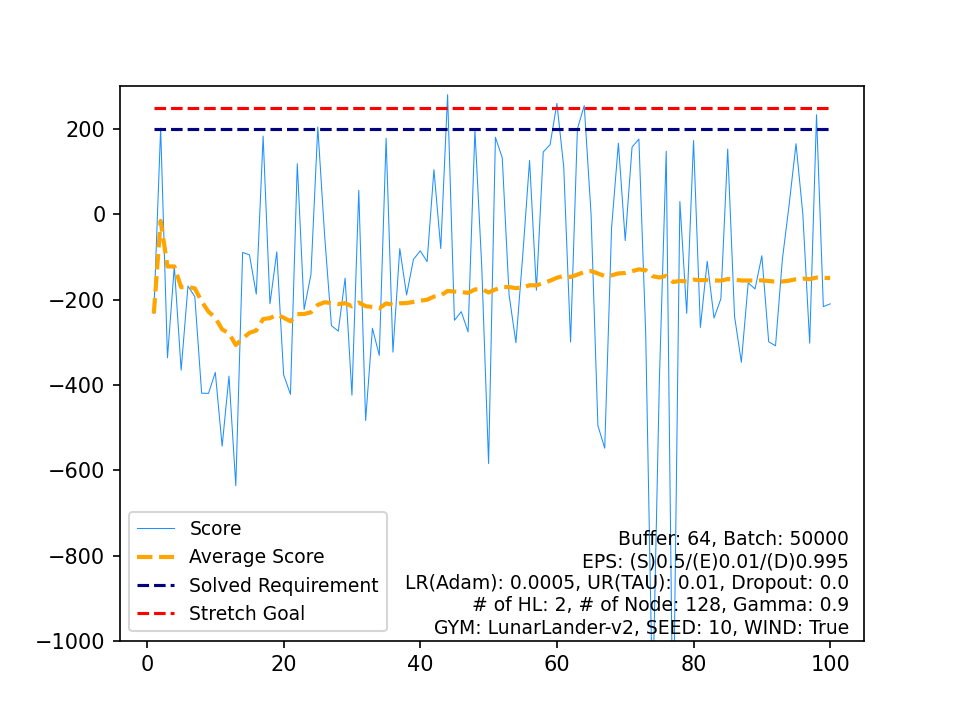 200
0
−200
−400
−600
−800
−1000
0 20 40 60 80 100
Score
Average Score
Solved Requirement
Stretch Goal
Buffer: 64, Batch: 50000
EPS: (S)0.5/(E)0.01/(D)0.995
LR(Adam): 0.0005, UR(TAU): 0.01, Dropout: 0.0
# of HL: 2, # of Node: 128, Gamma: 0.9
GYM: LunarLander-v2, SEED: 10, WIND: True